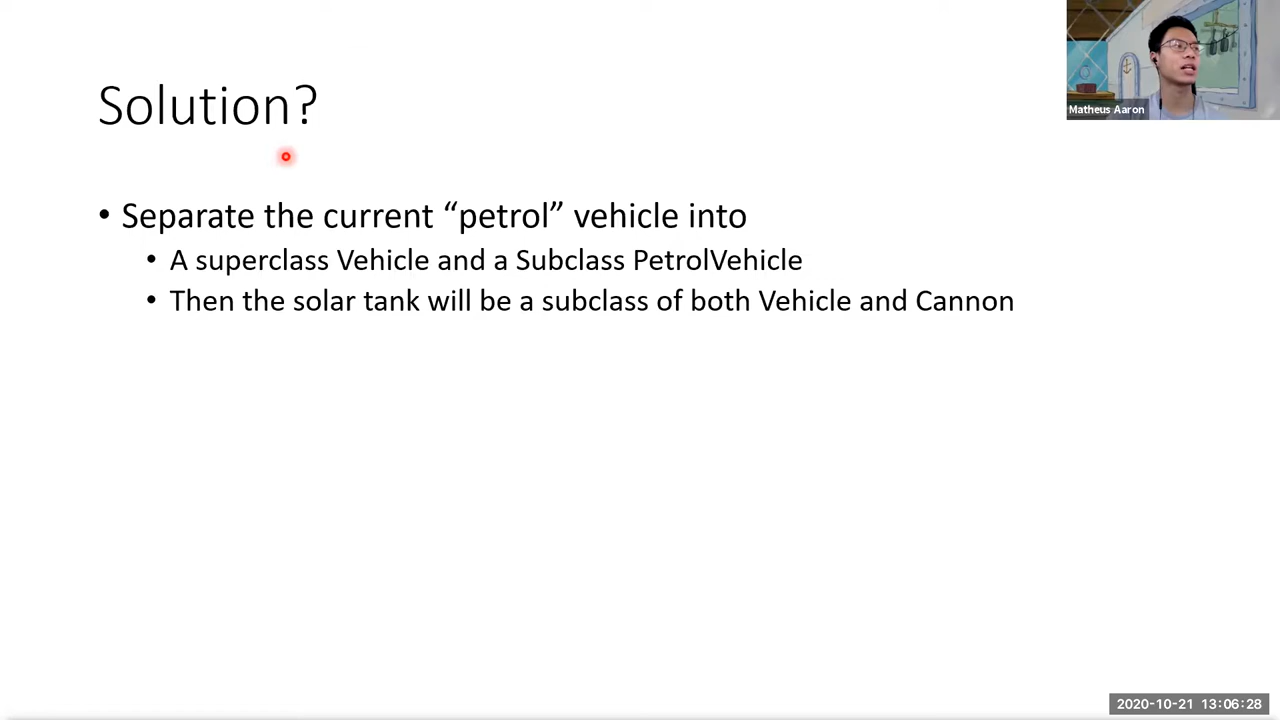 Solution?
Matheus Aaron
• Separate the current “petrol” vehicle into
• A superclass Vehicle and a Subclass PetrolVehicle
• Then the solar tank will be a subclass of both Vehicle and Cannon
2020-10-21 13:06:28